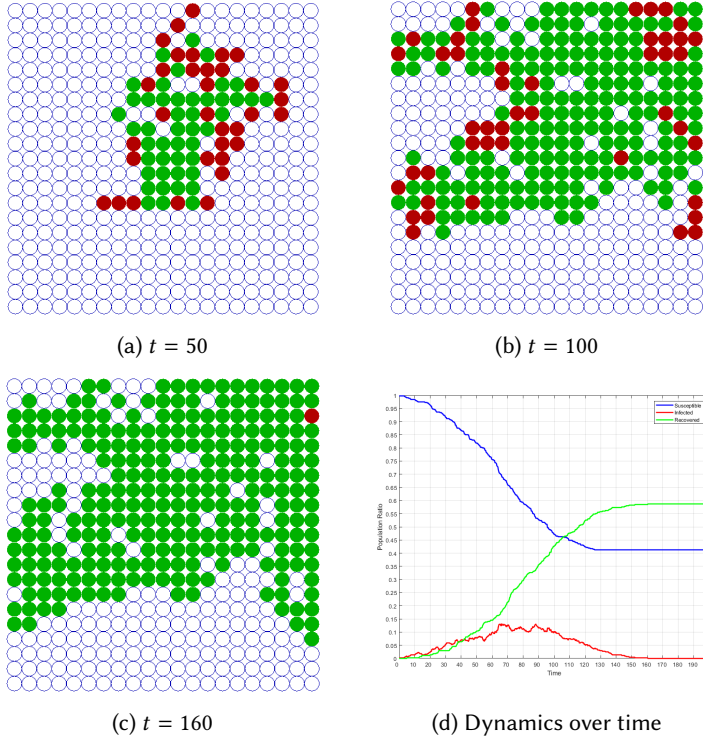 (a) t = 50
(b) t = 100
(c) t = 160
Susceptible
Infected
Recovered
Population Ratio
1
0.95
0.9
0.85
0.8
0.75
0.7
0.65
0.6
0.55
0.5
0.45
0.4
0.35
0.3
0.25
0.2
0.15
0.1
0.05
0
0 10 20 30 40 50 60 70 80 90 100 110 120 130 140 150 160 170 180 190
Time
(d) Dynamics over time